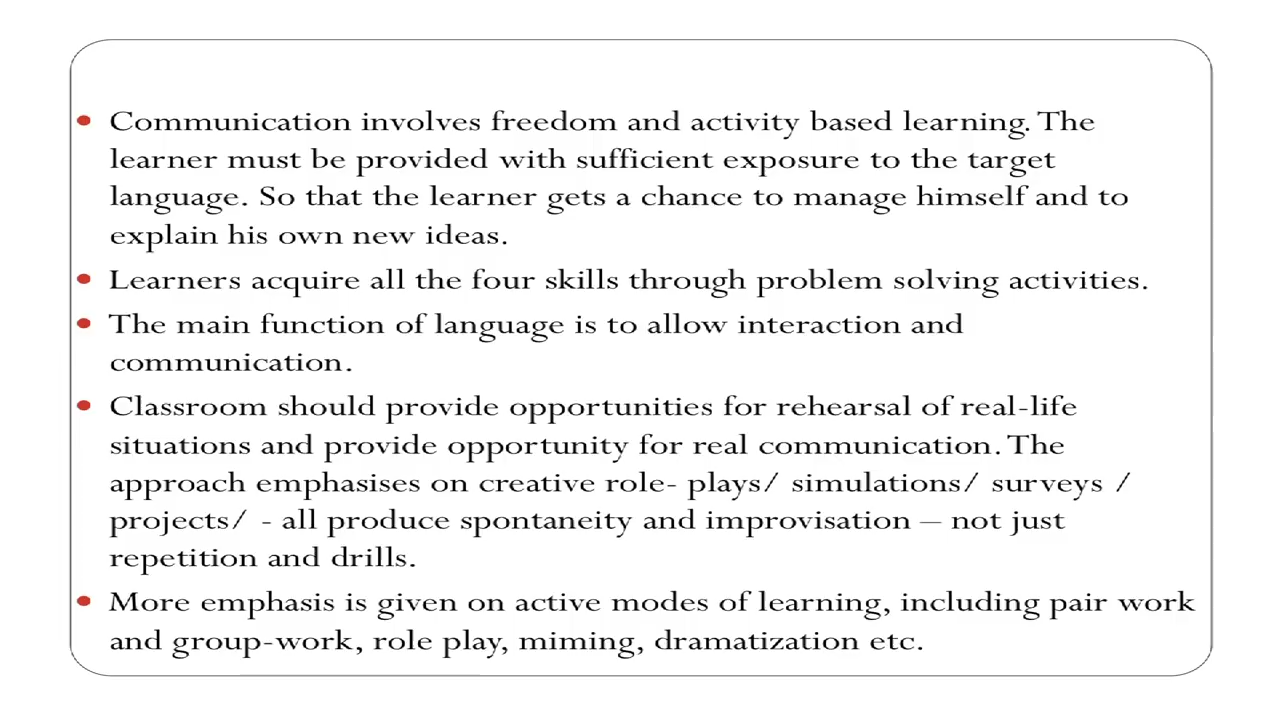 • Communication involves freedom and activity based learning. The
learner must be provided with sufficient exposure to the target
language. So that the learner gets a chance to manage himself and to
explain his own new ideas.
• Learners acquire all the four skills through problem solving activities.
• The main function of language is to allow interaction and
communication.
• Classroom should provide opportunities for rehearsal of real-life
situations and provide opportunity for real communication. The
approach emphasises on creative role- plays/ simulations/ surveys /
projects/ - all produce spontaneity and improvisation – not just
repetition and drills.
• More emphasis is given on active modes of learning, including pair work
and group-work, role play, miming, dramatization etc.